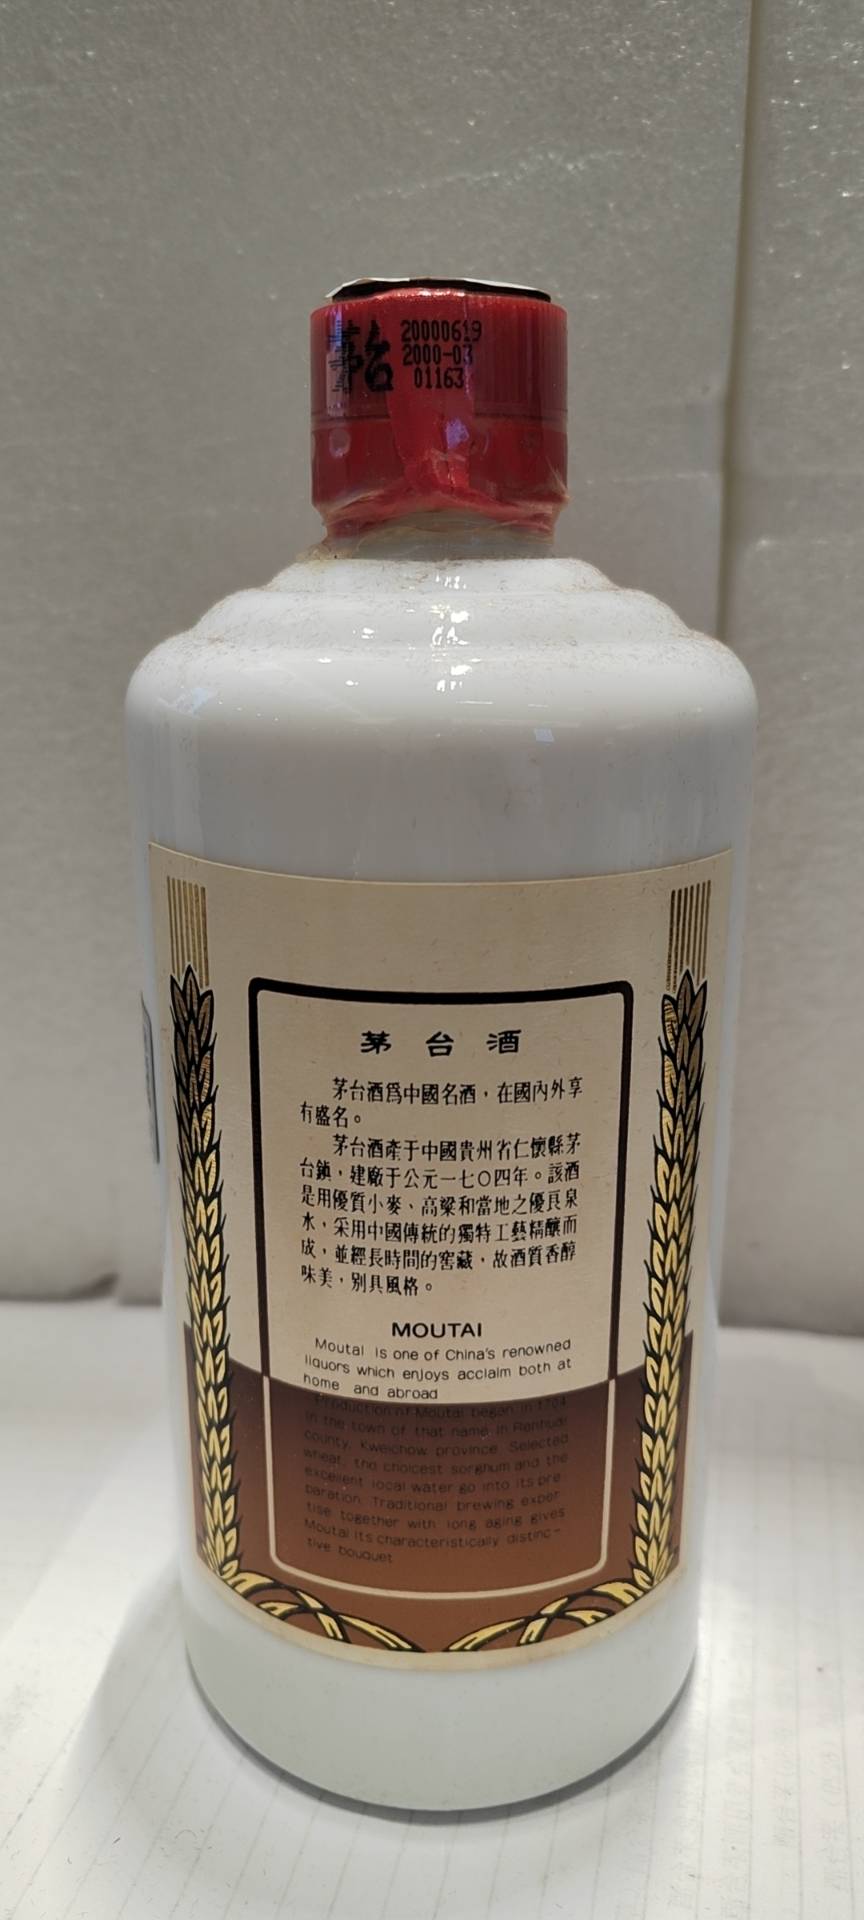 茅台
20000619
2000-03
01163
茅台酒
茅台酒爲中國名酒，在國內外享
有盛名。
茅台酒產于中國貴州省仁懷縣茅
台鎮，建廠于公元一七〇四年。該酒
是用優質小麥、高粱和當地之優良泉
水，采用中國傳統的獨特工藝精釀而
成，並經長時間的窖藏，故酒質香醇
味美，別具風格。
MOUTAI
Moutai is one of China's renowned
liquors which enjoys acclaim both at
home and abroad
Production of Moutai began in 1704
in the town of that name in Renhuai
county, Kweichow province. Selected
wheat, the choicest sorghum and the
excellent local water go into its pre
paration. Traditional brewing exper
tise together with long aging gives
Moutai its characteristically distinc-
tive bouquet